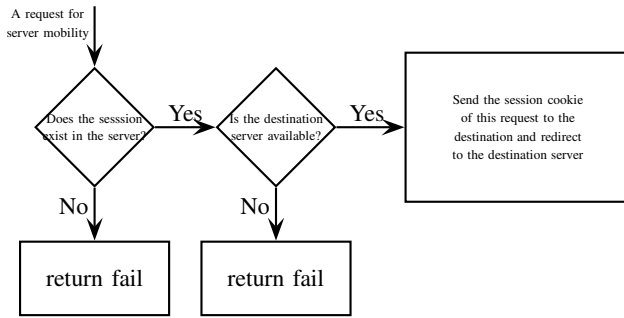 A request for
server mobility
Does the sesssion
exist in the server?
Yes
Is the destination
server available?
Yes
Send the session cookie
of this request to the
destination and redirect
to the destination server
No
No
return fail
return fail